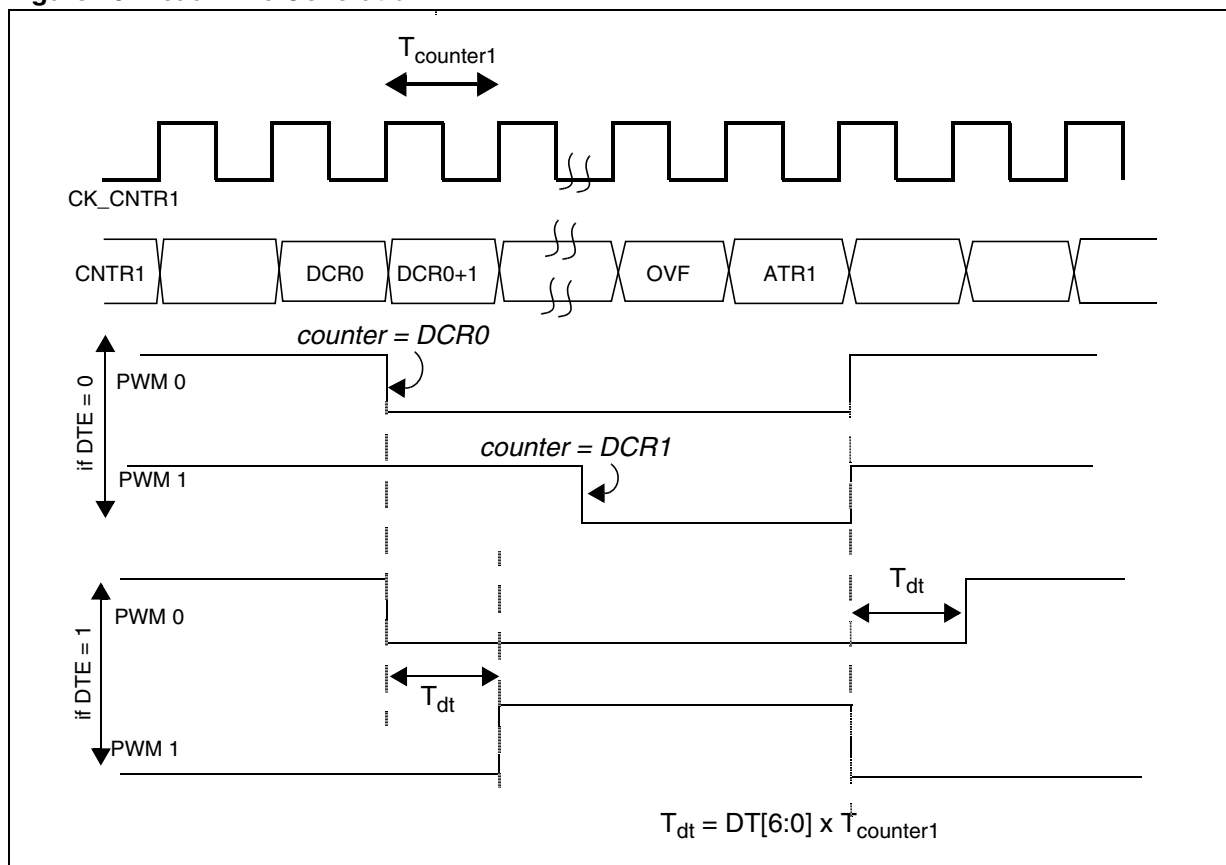 T counter1
CK_CNTR1
CNTR1 DCR0 DCR0+1 OVF ATR1
counter = DCR0
if DTE = 0
PWM 0
counter = DCR1
PWM 1
if DTE = 1
PWM 0
Tdt
Tdt
PWM 1
Tdt = DT[6:0] x Tcounter1